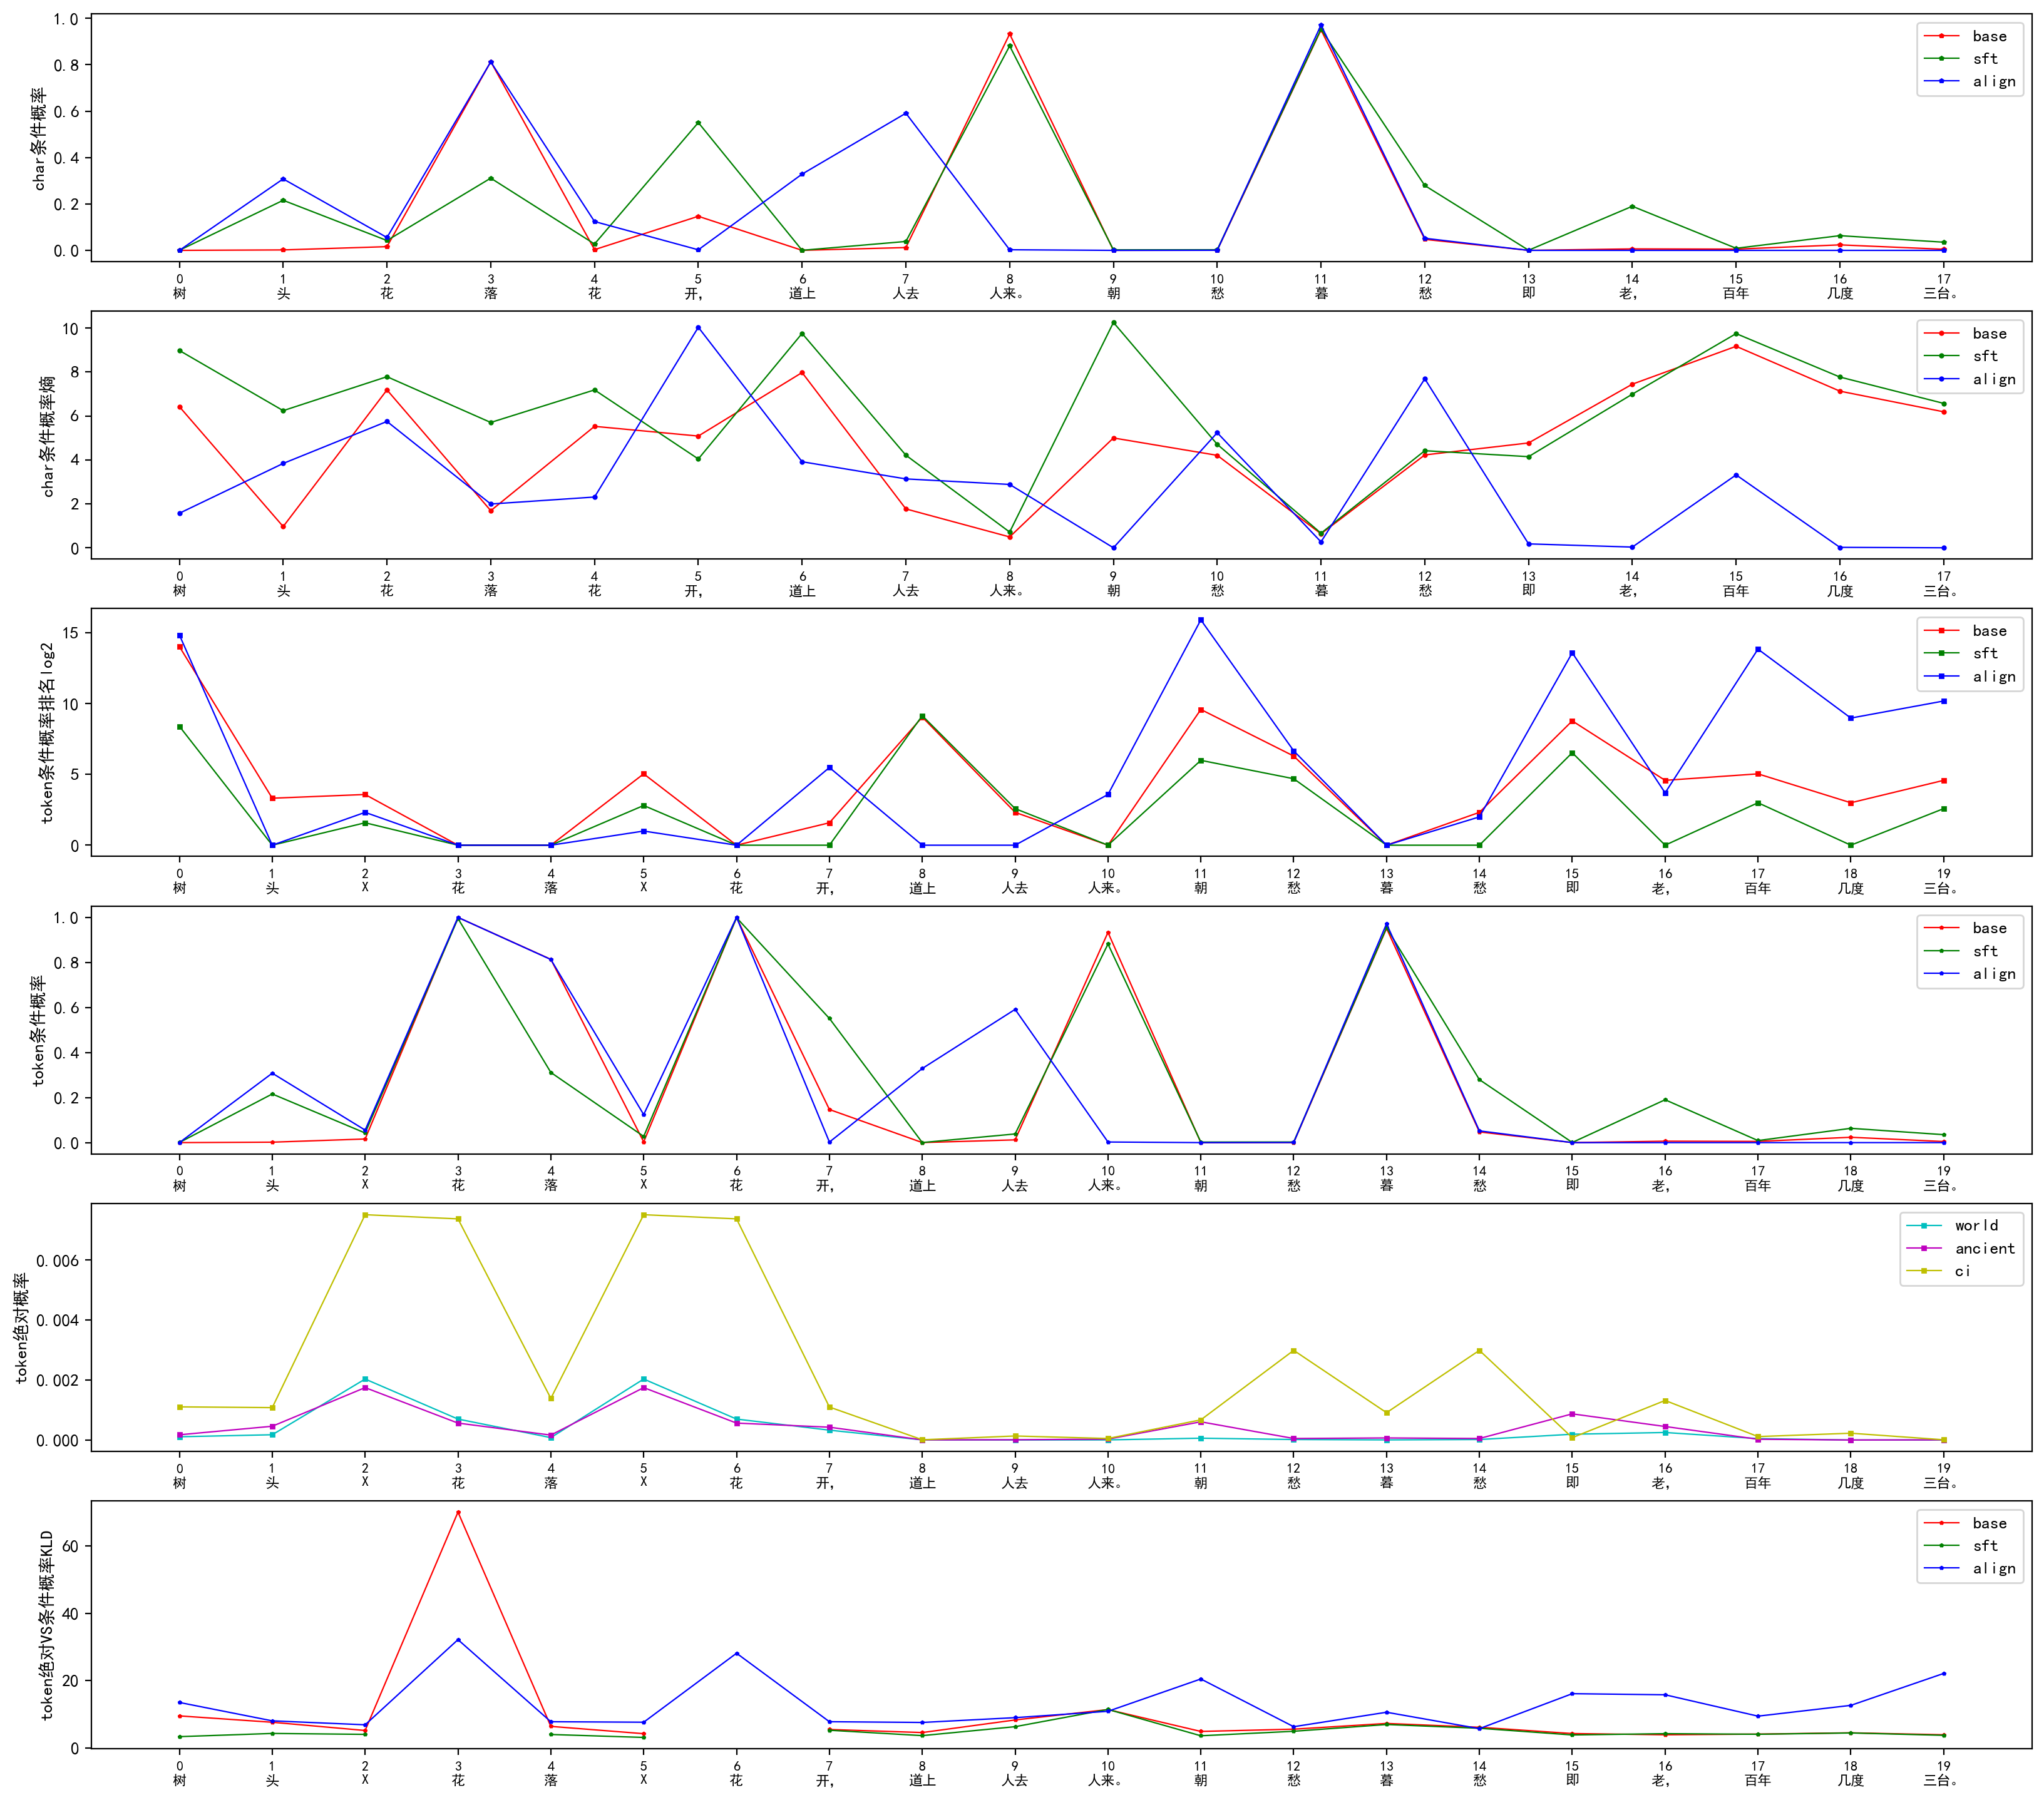 char条件概率
1.0
0.8
0.6
0.4
0.2
0.0
base
sft
align
0 1 2 3 4 5 6 7 8 9 10 11 12 13 14 15 16 17
树 头 花 落 花 开， 道上 人去 人来。 朝 愁 暮 愁 即 老， 百年 几度 三台。
char条件概率熵
10
8
6
4
2
0
base
sft
align
0 1 2 3 4 5 6 7 8 9 10 11 12 13 14 15 16 17
树 头 花 落 花 开， 道上 人去 人来。 朝 愁 暮 愁 即 老， 百年 几度 三台。
token条件概率排名log2
15
10
5
0
base
sft
align
0 1 2 3 4 5 6 7 8 9 10 11 12 13 14 15 16 17 18 19
树 头 X 花 落 X 花 开， 道上 人去 人来。 朝 愁 暮 愁 即 老， 百年 几度 三台。
token条件概率
1.0
0.8
0.6
0.4
0.2
0.0
base
sft
align
0 1 2 3 4 5 6 7 8 9 10 11 12 13 14 15 16 17 18 19
树 头 X 花 落 X 花 开， 道上 人去 人来。 朝 愁 暮 愁 即 老， 百年 几度 三台。
token绝对概率
0.006
0.004
0.002
0.000
world
ancient
ci
0 1 2 3 4 5 6 7 8 9 10 11 12 13 14 15 16 17 18 19
树 头 X 花 落 X 花 开， 道上 人去 人来。 朝 愁 暮 愁 即 老， 百年 几度 三台。
token绝对VS条件概率KLD
60
40
20
0
base
sft
align
0 1 2 3 4 5 6 7 8 9 10 11 12 13 14 15 16 17 18 19
树 头 X 花 落 X 花 开， 道上 人去 人来。 朝 愁 暮 愁 即 老， 百年 几度 三台。